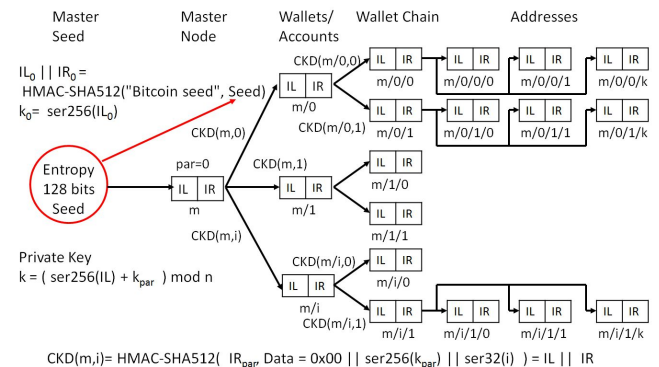 Master Seed
Master Node
Wallets/ Accounts
Wallet Chain
Addresses
IL0 || IR0 =
HMAC-SHA512("Bitcoin seed", Seed)
k0= ser256(IL0)
CKD(m/0,0)
IL IR
m/0/0
IL IR
m/0/0/0
IL IR
m/0/0/1
IL IR
m/0/0/k
IL IR
m/0
CKD(m/0,1)
IL IR
m/0/1
IL IR
m/0/1/0
IL IR
m/0/1/1
IL IR
m/0/1/k
CKD(m,0)
Entropy
128 bits
Seed
par=0
IL IR
m
CKD(m,1)
IL IR
m/1
IL IR
m/1/0
IL IR
m/1/1
CKD(m,i)
Private Key
k = ( ser256(IL) + kpar ) mod n
CKD(m/i,0)
IL IR
m/i/0
IL IR
m/i
CKD(m/i,1)
IL IR
m/i/1
IL IR
m/i/1/0
IL IR
m/i/1/1
IL IR
m/i/1/k
CKD(m,i)= HMAC-SHA512( IRpar, Data = 0x00 || ser256(kpar) || ser32(i) ) = IL || IR